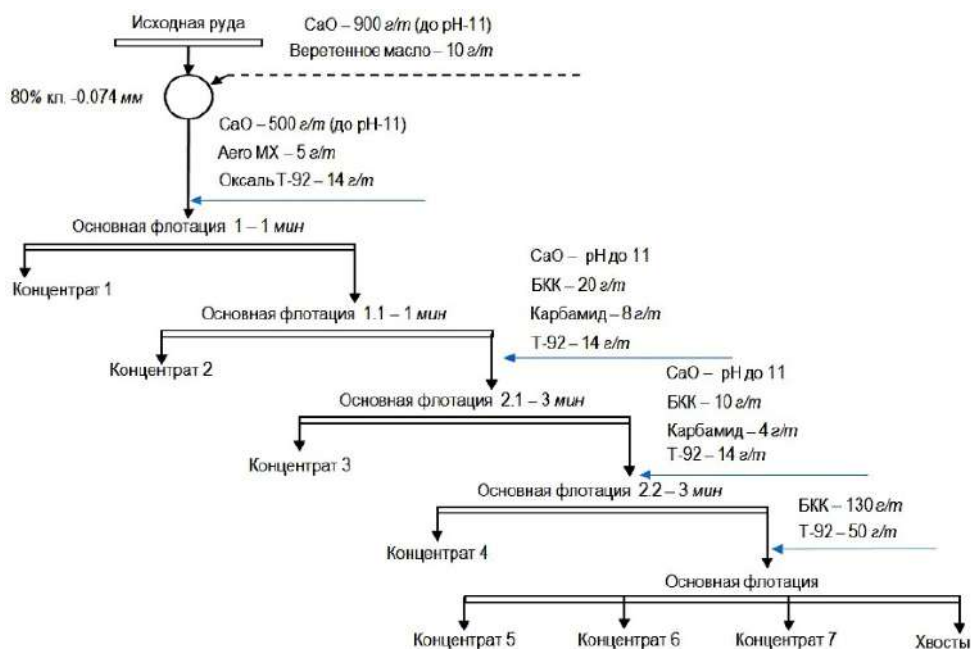 Исходная руда
CaO – 900 г/т (до pH-11)
Веретенное масло – 10 г/т
80% кл. -0.074 мм
CaO – 500 г/т (до pH-11)
Aero MX – 5 г/т
Оксаль Т-92 – 14 г/т
Основная флотация 1 – 1 мин
Концентрат 1
CaO – pH до 11
БКК – 20 г/т
Карбамид – 8 г/т
Т-92 – 14 г/т
Основная флотация 1.1 – 1 мин
Концентрат 2
CaO – pH до 11
БКК – 10 г/т
Карбамид – 4 г/т
Т-92 – 14 г/т
Основная флотация 2.1 – 3 мин
Концентрат 3
Основная флотация 2.2 – 3 мин
БКК – 130 г/т
Т-92 – 50 г/т
Концентрат 4
Основная флотация
Концентрат 5
Концентрат 6
Концентрат 7
Хвосты